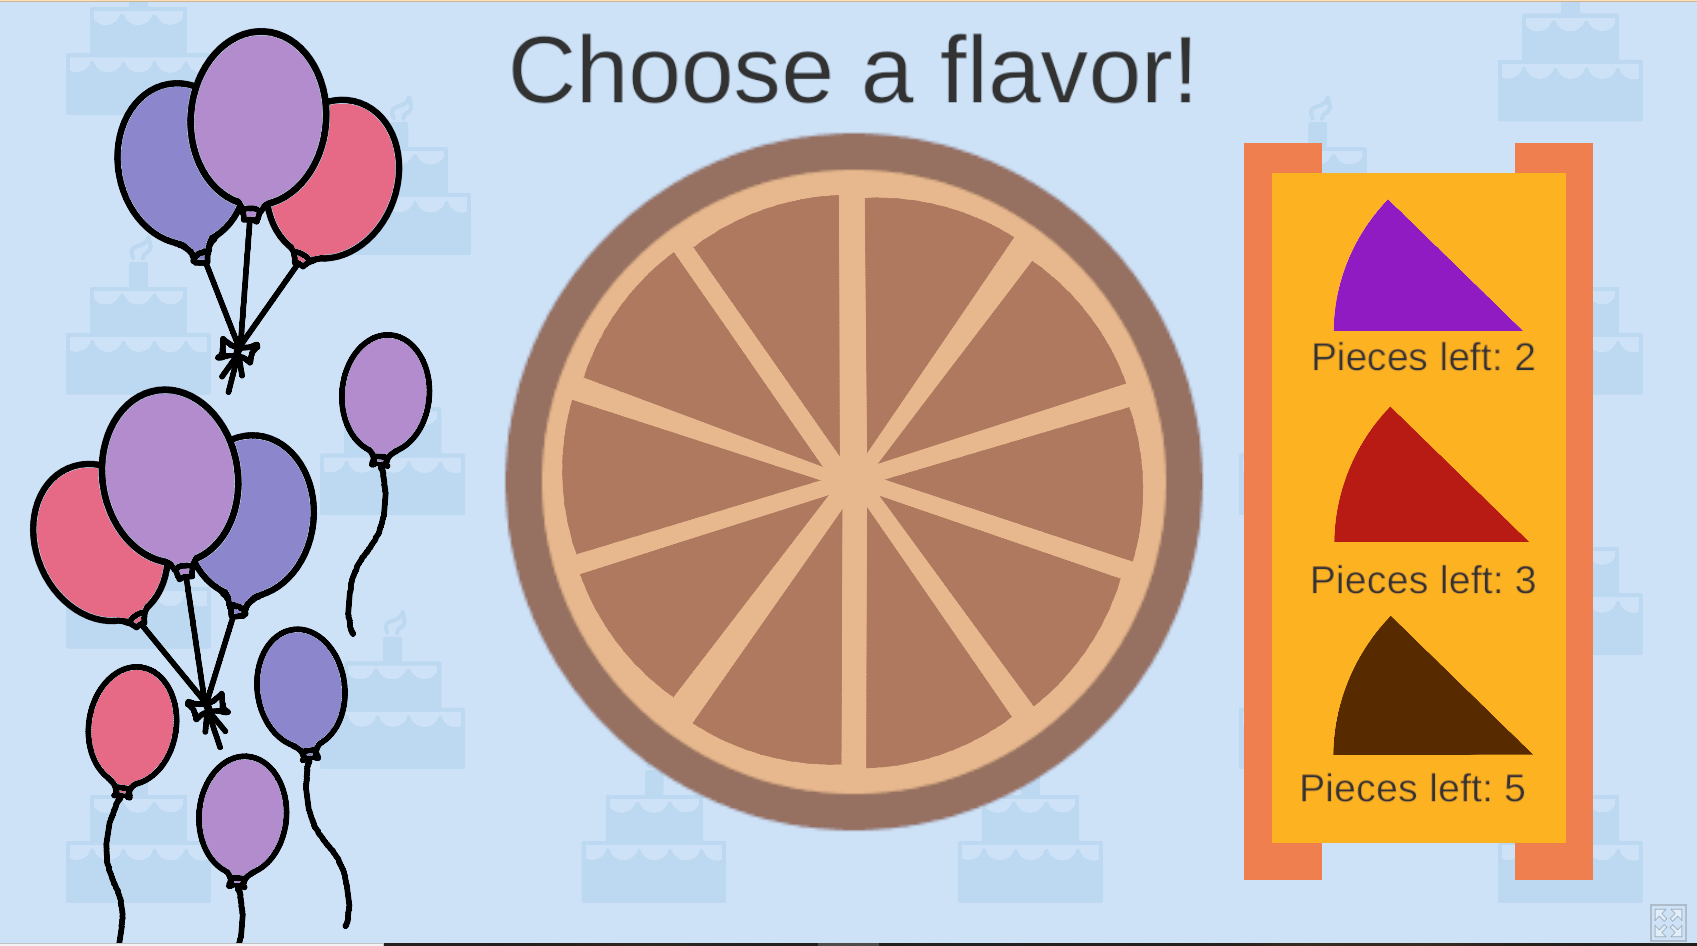 Choose a flavor!
Pieces left: 2
Pieces left: 3
Pieces left: 5